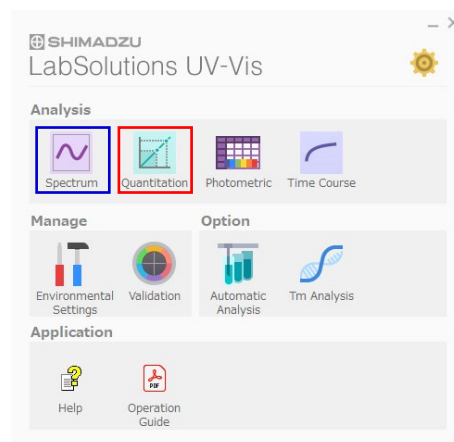 SHIMADZU
LabSolutions UV-Vis
Analysis
Spectrum Quantitation Photometric Time Course
Manage Option
Environmental Settings Validation Automatic Analysis Tm Analysis
Application
PDF
Help Operation Guide